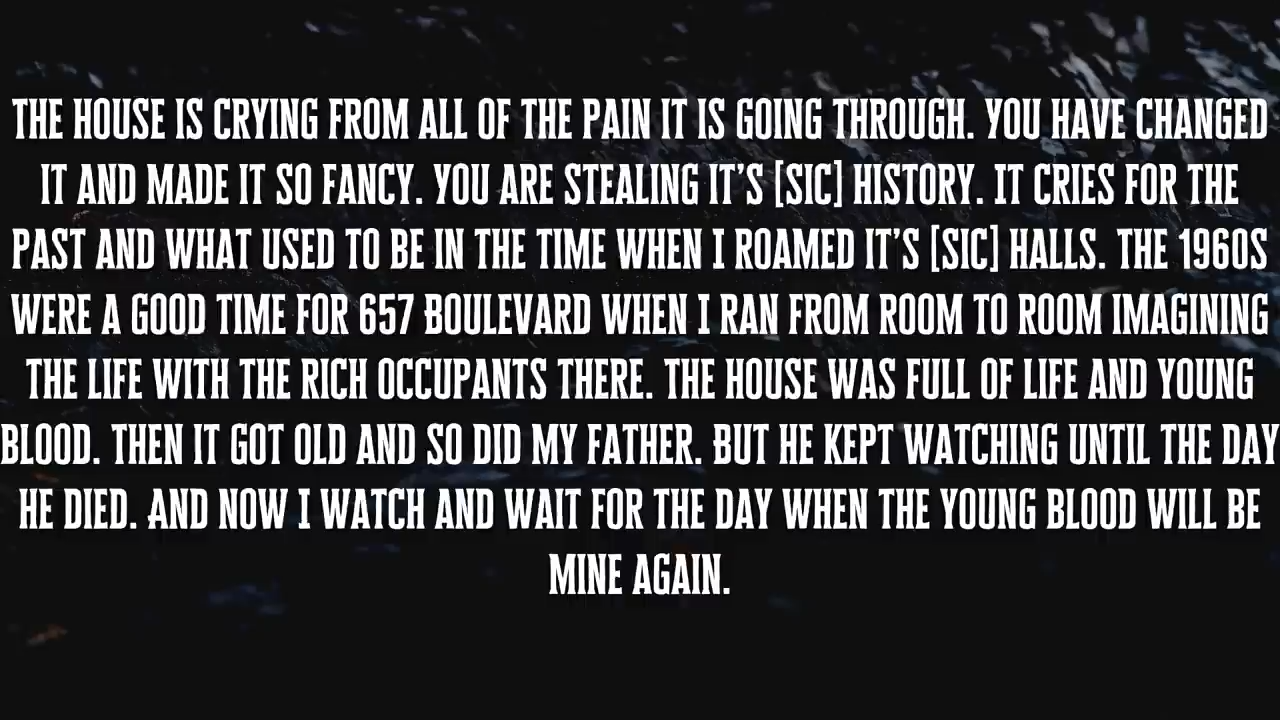 THE HOUSE IS CRYING FROM ALL OF THE PAIN IT IS GOING THROUGH. YOU HAVE CHANGED
IT AND MADE IT SO FANCY. YOU ARE STEALING IT'S [SIC] HISTORY. IT CRIES FOR THE
PAST AND WHAT USED TO BE IN THE TIME WHEN I ROAMED IT'S [SIC] HALLS. THE 1960S
WERE A GOOD TIME FOR 657 BOULEVARD WHEN I RAN FROM ROOM TO ROOM IMAGINING
THE LIFE WITH THE RICH OCCUPANTS THERE. THE HOUSE WAS FULL OF LIFE AND YOUNG
BLOOD. THEN IT GOT OLD AND SO DID MY FATHER. BUT HE KEPT WATCHING UNTIL THE DAY
HE DIED. AND NOW I WATCH AND WAIT FOR THE DAY WHEN THE YOUNG BLOOD WILL BE
MINE AGAIN.